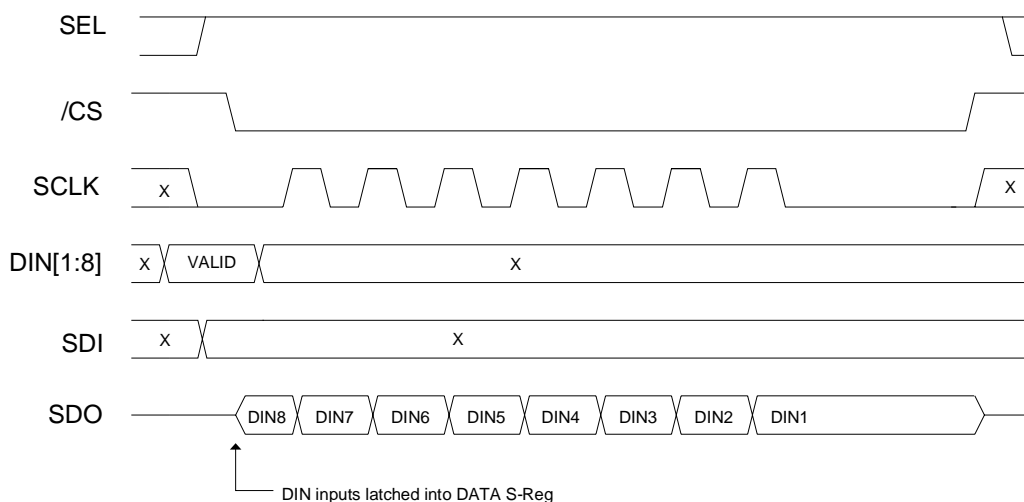 SEL
/CS
SCLK X X
DIN[1:8] X VALID X
SDI X X
SDO DIN8 DIN7 DIN6 DIN5 DIN4 DIN3 DIN2 DIN1
DIN inputs latched into DATA S-Reg